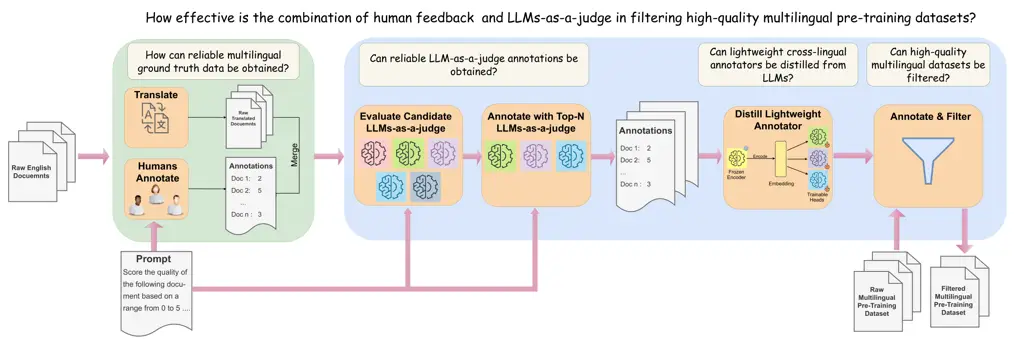 How effective is the combination of human feedback and LLMs-as-a-judge in filtering high-quality multilingual pre-training datasets?
How can reliable multilingual
ground truth data be obtained?
Can reliable LLM-as-a-judge annotations be
obtained?
Can lightweight cross-lingual
annotators be distilled from
LLMs?
Can high-quality
multilingual datasets be
filtered?
Raw English
Documnets
Translate
Raw
Translated
Docuemnts
Humans
Annotate
Annotations
Doc 1: 2
Doc 2: 5
...
Doc n : 3
Merge
Evaluate Candidate
LLMs-as-a-judge
Annotate with Top-N
LLMs-as-a-judge
Annotations
Doc 1: 2
Doc 2: 5
...
Doc n : 3
Distill Lightweight
Annotator
Frozen
Encoder
Encode
Embedding
Trainable
Heads
Annotate & Filter
Prompt
Score the quality of
the following docu-
ment based on a
range from 0 to 5 ....
Raw
Multilingual
Pre-Training
Dataset
Filtered
Multilingual
Pre-Training
Dataset